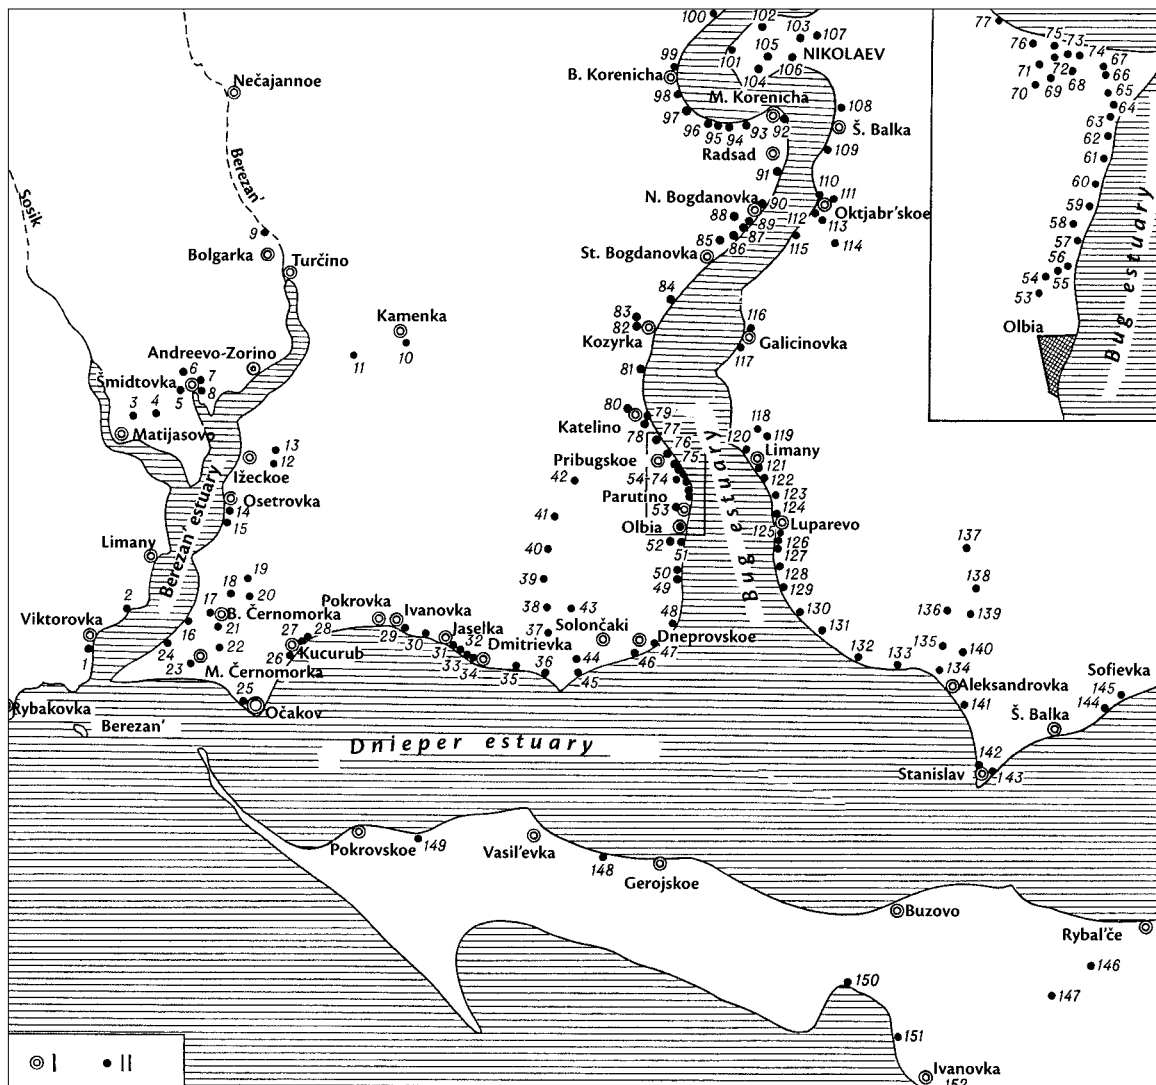 100
102
103
107
77
75
73
76
74
67
101
105
106
NIKOLAEV
104
71
72
68
66
70
69
65
64
99
B. Korenicha
Nečajannoe
98
M. Korenicha
108
63
97
96
95
94
93
92
Š. Balka
62
Radsad
109
61
Berezan'
91
60
Sosik
N. Bogdanovka
110
111
59
90
88
112
Oktjabr'skoe
58
89
113
57
9
85
87
86
115
114
56
Bolgarka
Turčino
St. Bogdanovka
54
55
53
Bug estuary
84
Kamenka
83
82
116
Olbia
Kozyrka
Galicinovka
Andreevo-Zorino
10
11
117
6
7
Šmidtovka
81
5
8
3
4
80
79
118
Katelino
77
119
78
120
Matijasovo
76
13
Pribugskoe
75
Limany
12
121
Ižeckoe
42
54-74
122
Osetrovka
Parutino
123
14
53
124
15
41
Olbia
Luparevo
125
Limany
40
52
51
126
137
127
Berezan' estuary
Bug estuary
18
19
39
50
128
49
138
129
2
17
20
38
43
136
139
Viktorovka
B. Černomorka
Pokrovka
Ivanovka
Solončaki
48
130
16
21
27
28
29
30
Jaselka
37
Dneprovskoe
131
135
22
Kucurub
31
32
Dmitrievka
140
1
24
23
26
33
34
35
36
44
46
47
132
133
134
M. Černomorka
45
Sofievka
25
Aleksandrovka
145
Rybakovka
Očakov
141
144
Berezan'
Š. Balka
Dnieper estuary
142
Stanislav
143
Pokrovskoe
149
Vasil'evka
148
Gerojskoe
Buzovo
Rybal'če
146
150
147
151
I
II
Ivanovka
152